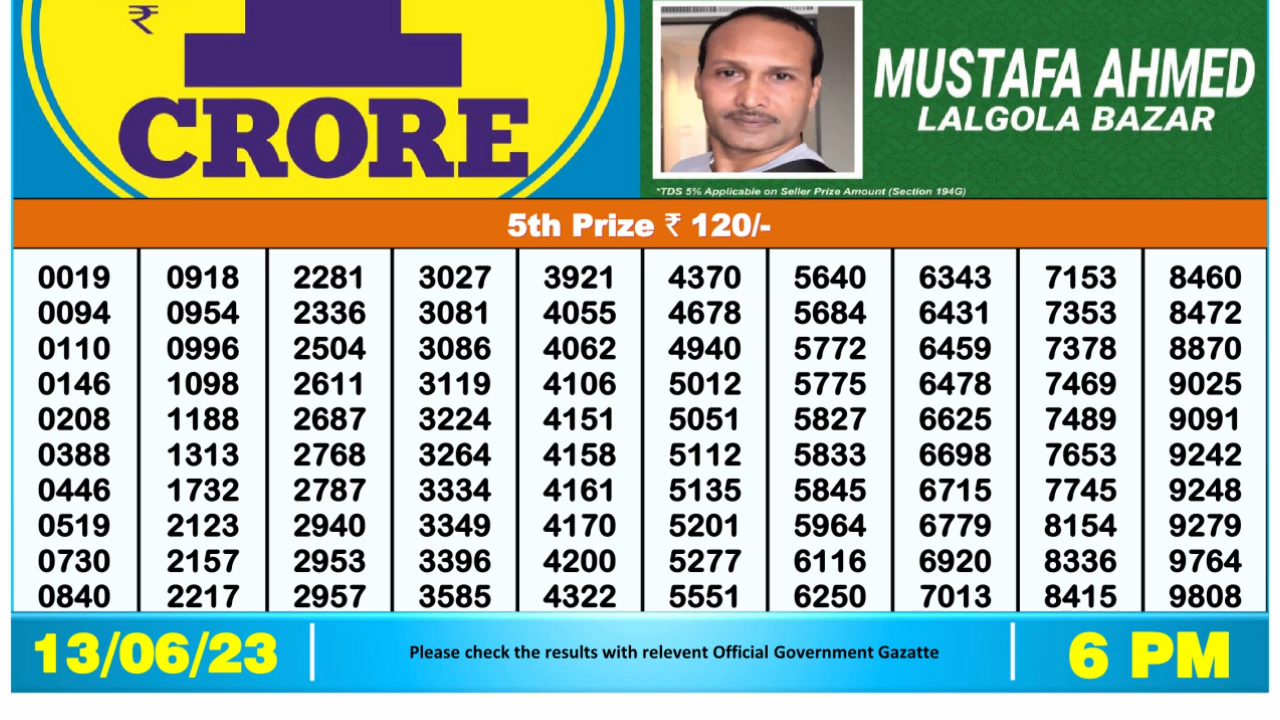 ₹
1
CRORE
MUSTAFA AHMED
LALGOLA BAZAR
*TDS 5% Applicable on Seller Prize Amount (Section 194G)
5th Prize ₹ 120/-
0019 0918 2281 3027 3921 4370 5640 6343 7153 8460
0094 0954 2336 3081 4055 4678 5684 6431 7353 8472
0110 0996 2504 3086 4062 4940 5772 6459 7378 8870
0146 1098 2611 3119 4106 5012 5775 6478 7469 9025
0208 1188 2687 3224 4151 5051 5827 6625 7489 9091
0388 1313 2768 3264 4158 5112 5833 6698 7653 9242
0446 1732 2787 3334 4161 5135 5845 6715 7745 9248
0519 2123 2940 3349 4170 5201 5964 6779 8154 9279
0730 2157 2953 3396 4200 5277 6116 6920 8336 9764
0840 2217 2957 3585 4322 5551 6250 7013 8415 9808
13/06/23
Please check the results with relevent Official Government Gazatte
6 PM